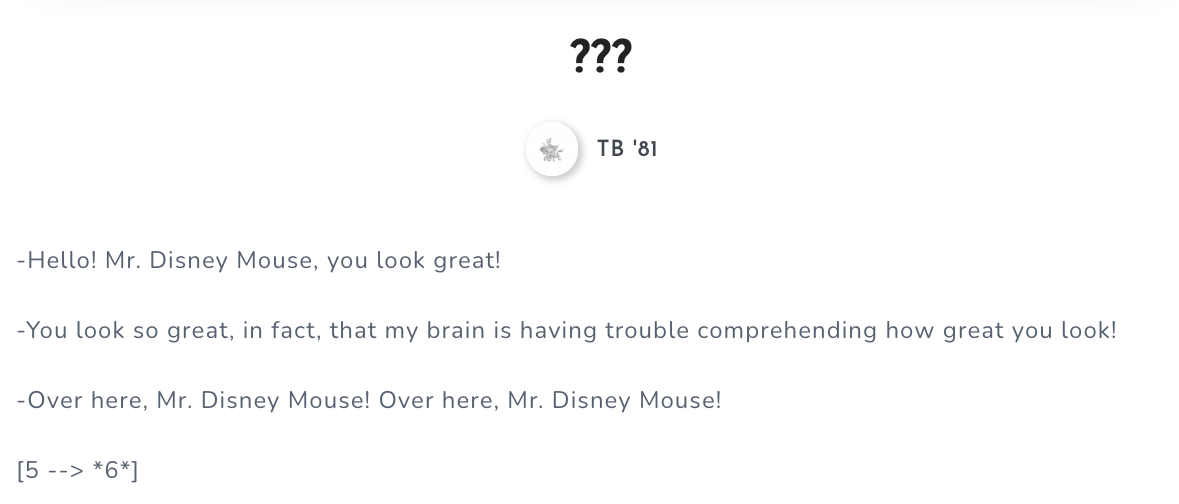 ???
TB '81
-Hello! Mr. Disney Mouse, you look great!
-You look so great, in fact, that my brain is having trouble comprehending how great you look!
-Over here, Mr. Disney Mouse! Over here, Mr. Disney Mouse!
[5 --> *6*]